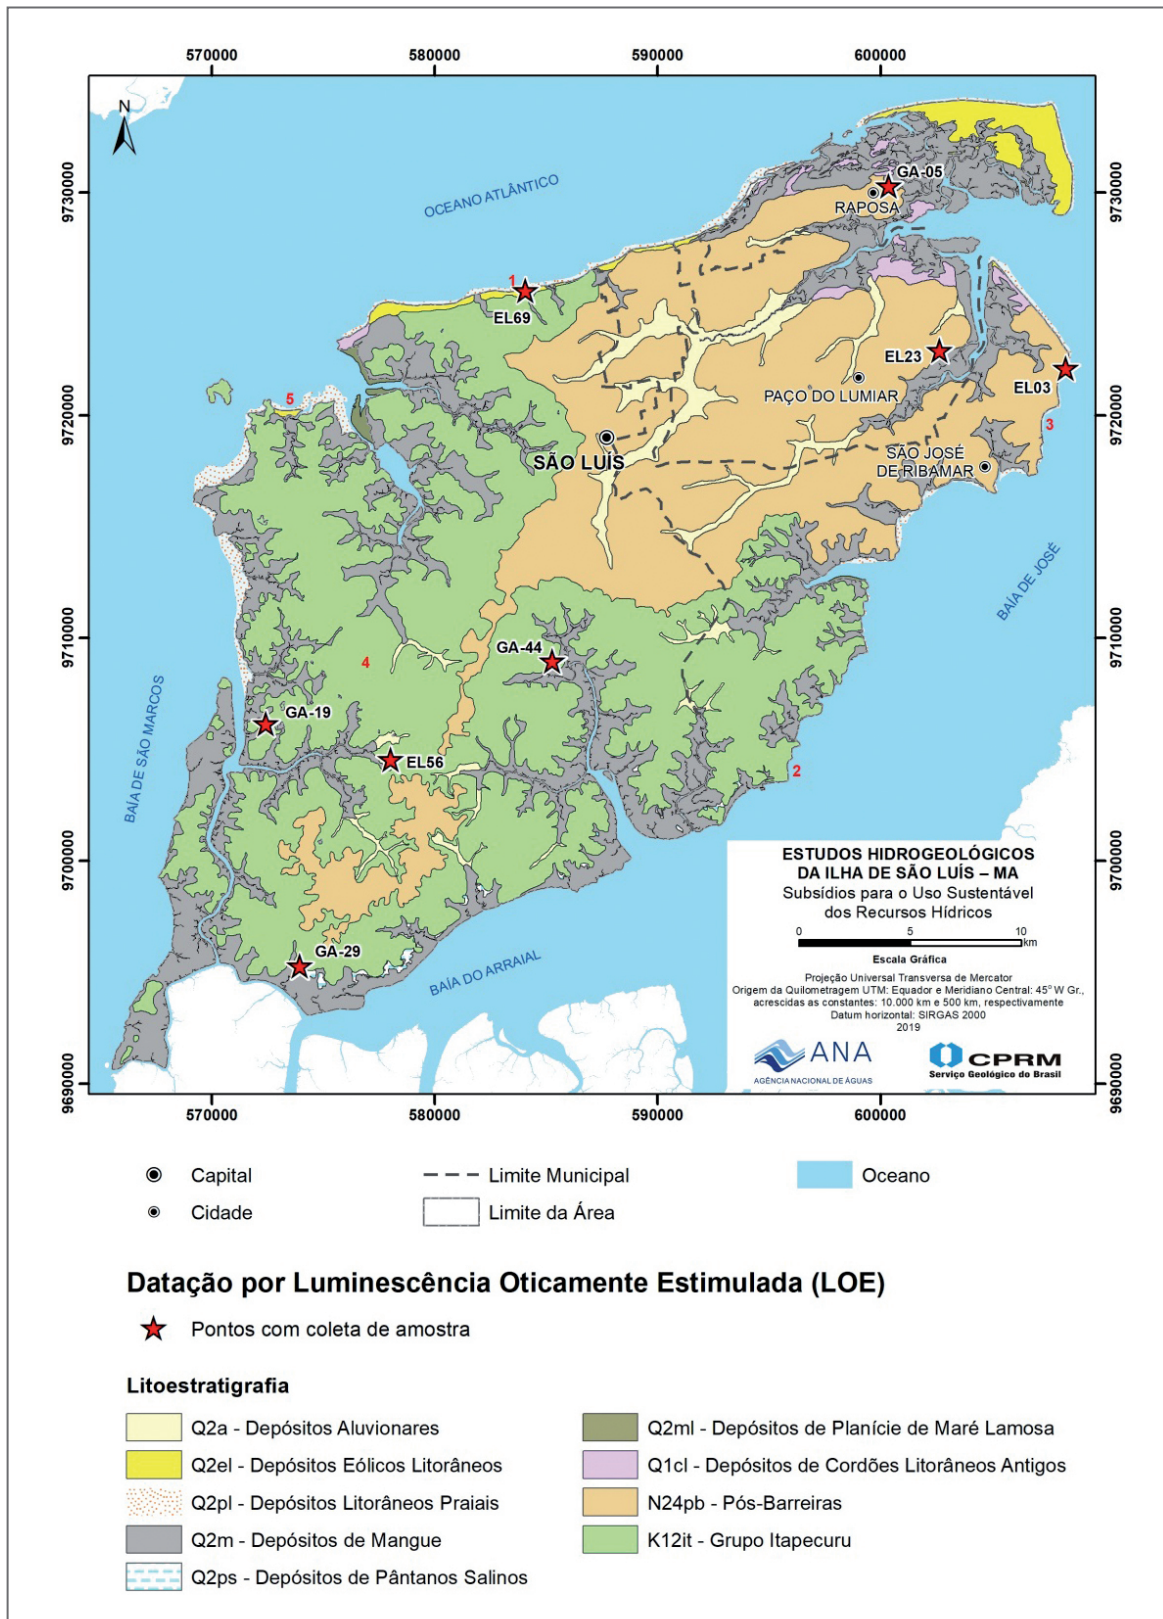 570000 580000 590000 600000
N
9730000
9720000
9710000
9700000
9690000
9730000
9720000
9710000
9700000
9690000
OCEANO ATLÂNTICO
GA-05
RAPOSA
1
EL69
EL23
EL03
PAÇO DO LUMIAR
5
3
SÃO LUÍS
SÃO JOSÉ
DE RIBAMAR
BAÍA DE JOSÉ
GA-44
4
BAÍA DE SÃO MARCOS
GA-19
EL56
2
GA-29
BAÍA DO ARRAIAL
ESTUDOS HIDROGEOLÓGICOS
DA ILHA DE SÃO LUÍS – MA
Subsídios para o Uso Sustentável
dos Recursos Hídricos
0 5 10
km
Escala Gráfica
Projeção Universal Transversa de Mercator
Origem da Quilometragem UTM: Equador e Meridiano Central: 45° W Gr.,
acrescidas as constantes: 10.000 km e 500 km, respectivamente
Datum horizontal: SIRGAS 2000
2019
ANA
AGÊNCIA NACIONAL DE ÁGUAS
CPRM
Serviço Geológico do Brasil
570000 580000 590000 600000
Capital
Limite Municipal
Oceano
Cidade
Limite da Área
Datação por Luminescência Oticamente Estimulada (LOE)
Pontos com coleta de amostra
Litoestratigrafia
Q2a - Depósitos Aluvionares
Q2el - Depósitos Eólicos Litorâneos
Q2pl - Depósitos Litorâneos Praiais
Q2m - Depósitos de Mangue
Q2ps - Depósitos de Pântanos Salinos
Q2ml - Depósitos de Planície de Maré Lamosa
Q1cl - Depósitos de Cordões Litorâneos Antigos
N24pb - Pós-Barreiras
K12it - Grupo Itapecuru